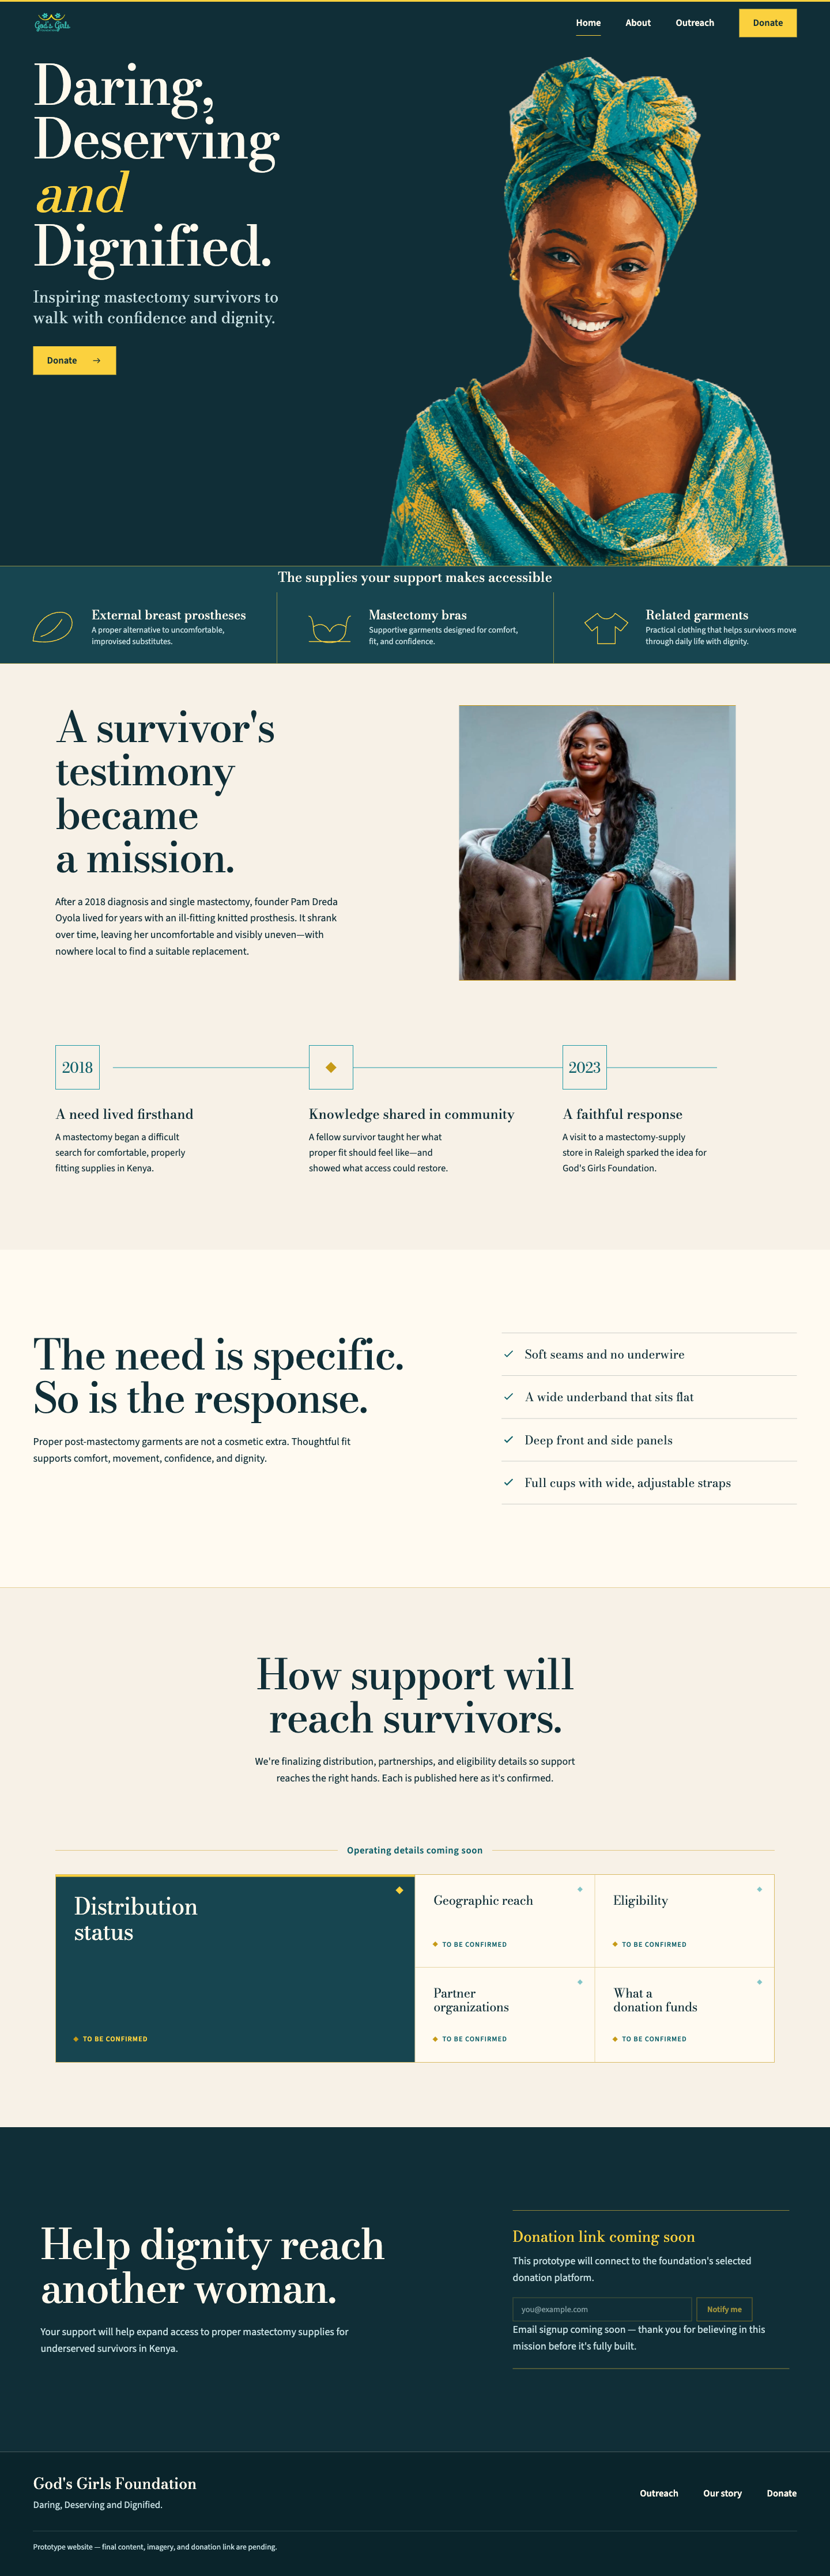 God's Girls
Home
About
Outreach
Donate
Daring,
Deserving
and
Dignified.
Inspiring mastectomy survivors to
walk with confidence and dignity.
Donate →
The supplies your support makes accessible
External breast prostheses
A proper alternative to uncomfortable,
improvised substitutes.
Mastectomy bras
Supportive garments designed for comfort,
fit, and confidence.
Related garments
Practical clothing that helps survivors move
through daily life with dignity.
A survivor's
testimony
became
a mission.
After a 2018 diagnosis and single mastectomy, founder Pam Dreda
Oyola lived for years with an ill-fitting knitted prosthesis. It shrank
over time, leaving her uncomfortable and visibly uneven—with
nowhere local to find a suitable replacement.
2018
A need lived firsthand
A mastectomy began a difficult
search for comfortable, properly
fitting supplies in Kenya.
Knowledge shared in community
A fellow survivor taught her what
proper fit should feel like—and
showed what access could restore.
2023
A faithful response
A visit to a mastectomy-supply
store in Raleigh sparked the idea for
God's Girls Foundation.
The need is specific.
So is the response.
Proper post-mastectomy garments are not a cosmetic extra. Thoughtful fit
supports comfort, movement, confidence, and dignity.
Soft seams and no underwire
A wide underband that sits flat
Deep front and side panels
Full cups with wide, adjustable straps
How support will
reach survivors.
We're finalizing distribution, partnerships, and eligibility details so support
reaches the right hands. Each is published here as it's confirmed.
Operating details coming soon
Distribution
status
TO BE CONFIRMED
Geographic reach
TO BE CONFIRMED
Eligibility
TO BE CONFIRMED
Partner
organizations
TO BE CONFIRMED
What a
donation funds
TO BE CONFIRMED
Help dignity reach
another woman.
Your support will help expand access to proper mastectomy supplies for
underserved survivors in Kenya.
Donation link coming soon
This prototype will connect to the foundation's selected
donation platform.
you@example.com
Notify me
Email signup coming soon — thank you for believing in this
mission before it's fully built.
God's Girls Foundation
Daring, Deserving and Dignified.
Outreach
Our story
Donate
Prototype website — final content, imagery, and donation link are pending.